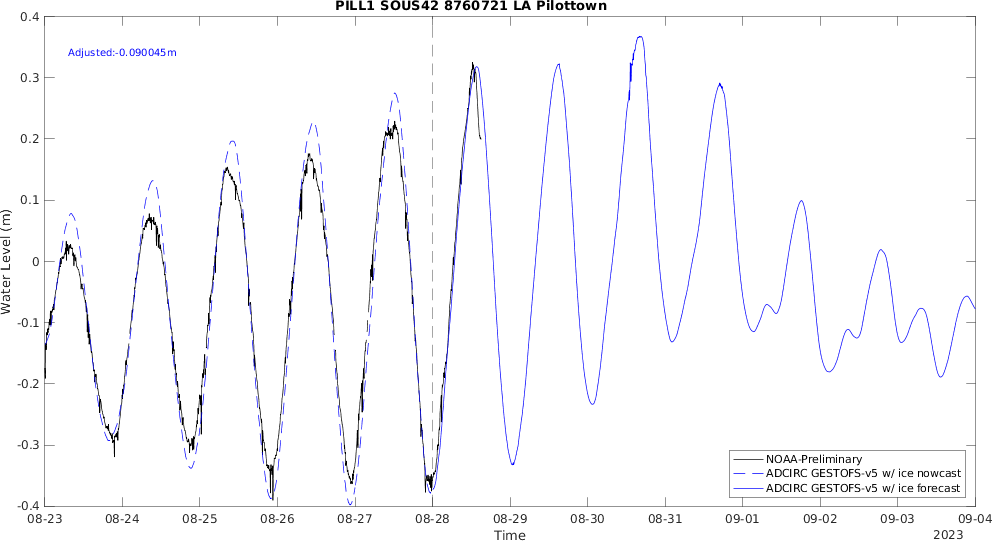 PILL1 SOUS42 8760721 LA Pilottown
Adjusted:-0.090045m
Water Level (m)
0.4
0.3
0.2
0.1
0
-0.1
-0.2
-0.3
-0.4
NOAA-Preliminary
ADCIRC GESTOFS-v5 w/ ice nowcast
ADCIRC GESTOFS-v5 w/ ice forecast
08-23 08-24 08-25 08-26 08-27 08-28 08-29 08-30 08-31 09-01 09-02 09-03 09-04
Time
2023